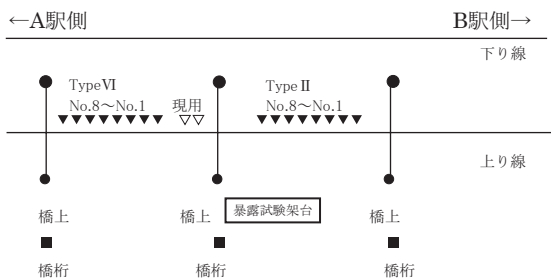 ←A駅側 B駅側→
下り線
TypeⅥ TypeⅡ
No.8～No.1 現用 No.8～No.1
上り線
橋上 橋上 暴露試験架台 橋上
橋桁 橋桁 橋桁